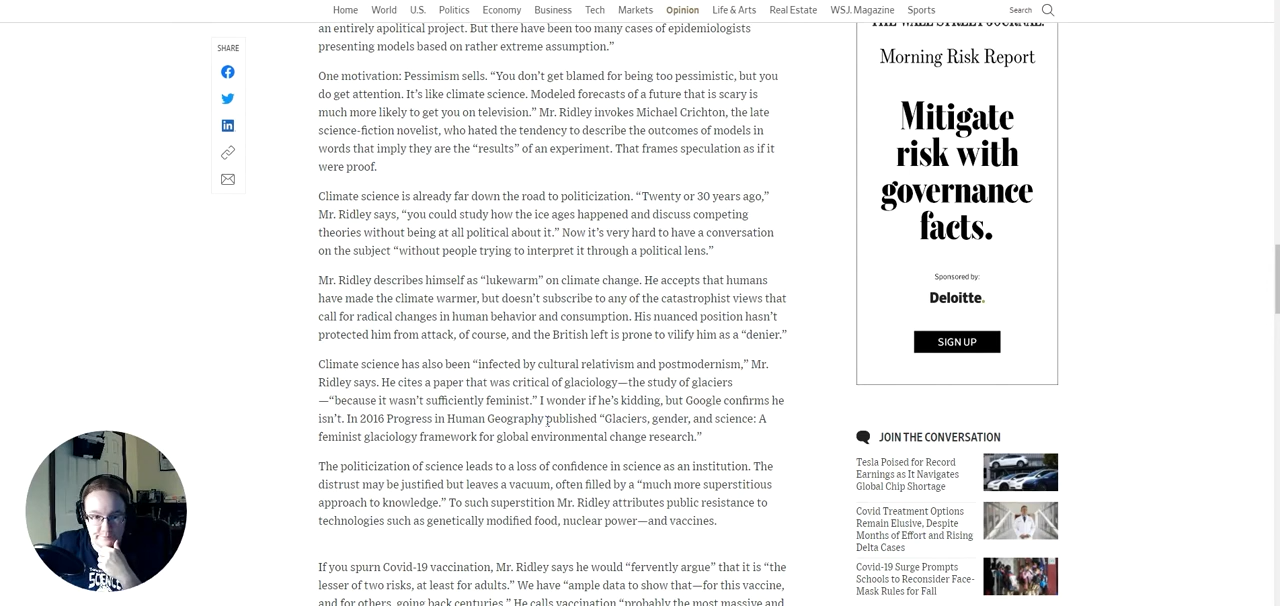 Home World U.S. Politics Economy Business Tech Markets Opinion Life & Arts Real Estate WSJ. Magazine Sports Search
SHARE
an entirely apolitical project. But there have been too many cases of epidemiologists
presenting models based on rather extreme assumption.”
One motivation: Pessimism sells. “You don’t get blamed for being too pessimistic, but you
do get attention. It’s like climate science. Modeled forecasts of a future that is scary is
much more likely to get you on television.” Mr. Ridley invokes Michael Crichton, the late
science-fiction novelist, who hated the tendency to describe the outcomes of models in
words that imply they are the “results” of an experiment. That frames speculation as if it
were proof.
Climate science is already far down the road to politicization. “Twenty or 30 years ago,”
Mr. Ridley says, “you could study how the ice ages happened and discuss competing
theories without being at all political about it.” Now it’s very hard to have a conversation
on the subject “without people trying to interpret it through a political lens.”
Mr. Ridley describes himself as “lukewarm” on climate change. He accepts that humans
have made the climate warmer, but doesn’t subscribe to any of the catastrophist views that
call for radical changes in human behavior and consumption. His nuanced position hasn’t
protected him from attack, of course, and the British left is prone to vilify him as a “denier.”
Climate science has also been “infected by cultural relativism and postmodernism,” Mr.
Ridley says. He cites a paper that was critical of glaciology—the study of glaciers
—“because it wasn’t sufficiently feminist.” I wonder if he’s kidding, but Google confirms he
isn’t. In 2016 Progress in Human Geography published “Glaciers, gender, and science: A
feminist glaciology framework for global environmental change research.”
The politicization of science leads to a loss of confidence in science as an institution. The
distrust may be justified but leaves a vacuum, often filled by a “much more superstitious
approach to knowledge.” To such superstition Mr. Ridley attributes public resistance to
technologies such as genetically modified food, nuclear power—and vaccines.
If you spurn Covid-19 vaccination, Mr. Ridley says he would “fervently argue” that it is “the
lesser of two risks, at least for adults.” We have “ample data to show that—for this vaccine,
and for others, going back centuries.” He calls vaccination “probably the most massive and
THE WALL STREET JOURNAL.
Morning Risk Report
Mitigate
risk with
governance
facts.
Sponsored by:
Deloitte.
SIGN UP
JOIN THE CONVERSATION
Tesla Poised for Record
Earnings as It Navigates
Global Chip Shortage
Covid Treatment Options
Remain Elusive, Despite
Months of Effort and Rising
Delta Cases
Covid-19 Surge Prompts
Schools to Reconsider Face-
Mask Rules for Fall